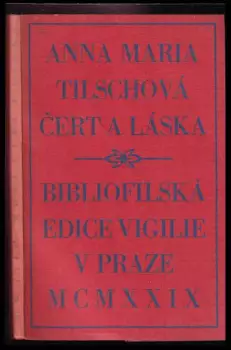 ANNA MARIA
TILSCHOVÁ
ČERT A LÁSKA
BIBLIOFILSKÁ
EDICE VIGILIE
V PRAZE
MCMXXIX